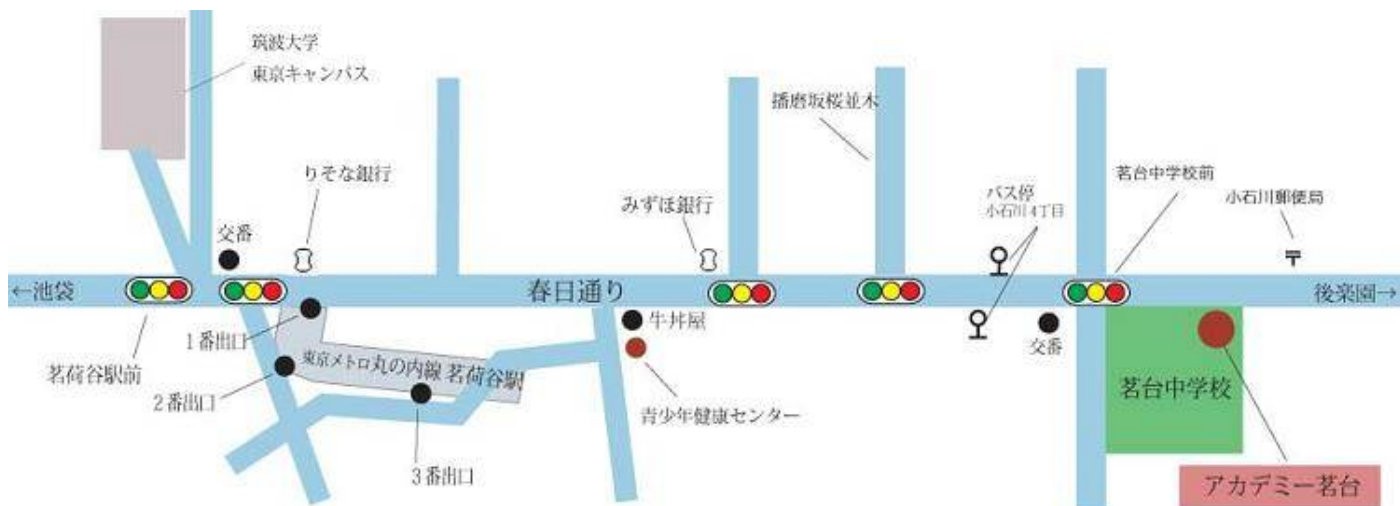 筑波大学
東京キャンパス
播磨坂桜並木
りそな銀行
みずほ銀行
バス停
小石川4丁目
茗台中学校前
小石川郵便局
〒
交番
←池袋
春日通り
後楽園→
1番出口
牛丼屋
交番
茗荷谷駅前
東京メトロ丸の内線 茗荷谷駅
2番出口
青少年健康センター
茗台中学校
3番出口
アカデミー茗台